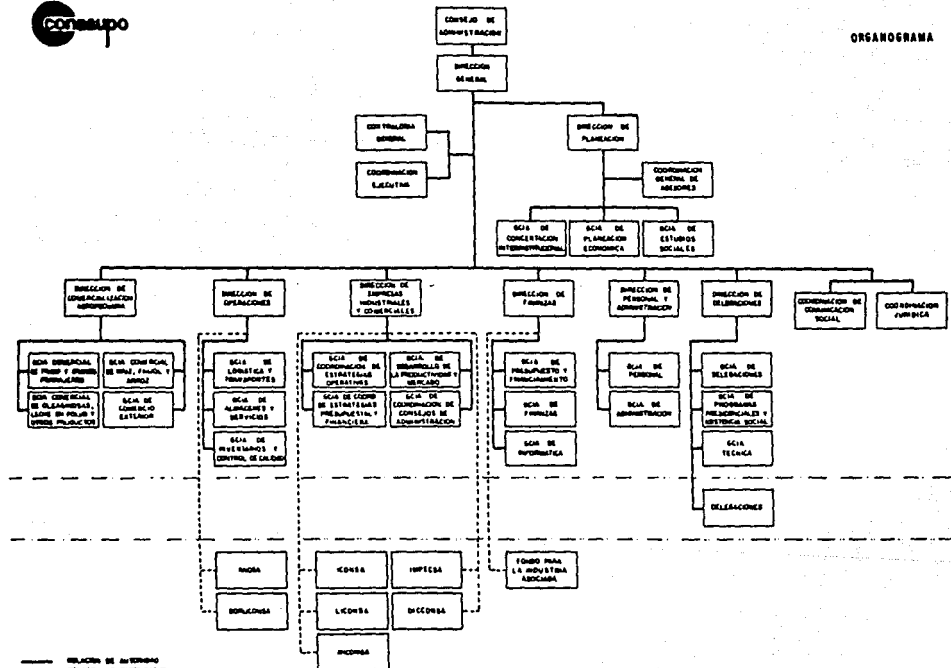 conasupo
ORGANOGRAMA
CONSEJO DE
ADMINISTRACION
DIRECCION
GENERAL
CONTRALORIA
GENERAL
COORDINACION
EJECUTIVA
DIRECCION DE
PLANEACION
COORDINACION
GENERAL DE
ASESORES
GCIA DE
CONCERTACION
INTERINSTITUCIONAL
GCIA DE
PLANEACION
ECONOMICA
GCIA DE
ESTUDIOS
SOCIALES
DIRECCION DE
COMERCIALIZACION
AGROPECUARIA
DIRECCION DE
OPERACIONES
DIRECCION DE
EMPRESAS
INDUSTRIALES
Y COMERCIALES
DIRECCION DE
FINANZAS
DIRECCION DE
PERSONAL Y
ADMINISTRACION
DIRECCION DE
DELEGACIONES
COORDINACION DE
COMUNICACION
SOCIAL
COORDINACION
JURIDICA
GCIA COMERCIAL
DE TRIGO Y GRANOS
FORRAJEROS
GCIA COMERCIAL
DE MAIZ, FRIJOL Y
ARROZ
GCIA COMERCIAL
DE OLEAGINOSAS,
LECHE EN POLVO Y
OTROS PRODUCTOS
GCIA DE
COMERCIO
EXTERIOR
GCIA DE
LOGISTICA Y
TRANSPORTES
GCIA DE
ALMACENES Y
SERVICIOS
GCIA DE
INVENTARIOS Y
CONTROL DE CALIDAD
GCIA DE
COORDINACION DE
ESTRATEGIAS
OPERATIVAS
GCIA DE
DESARROLLO DE
LA PRODUCTIVIDAD Y
MERCADO
GCIA DE COORD
DE ESTRATEGIAS
PRESUPUESTAL Y
FINANCIERA
GCIA DE
COORDINACION DE
CONSEJOS DE
ADMINISTRACION
GCIA DE
PRESUPUESTO Y
FINANCIAMIENTO
GCIA DE
FINANZAS
GCIA DE
INFORMATICA
GCIA DE
PERSONAL
GCIA DE
ADMINISTRACION
GCIA DE
DELEGACIONES
GCIA DE
PROGRAMAS
PRESIDENCIALES Y
ASISTENCIA SOCIAL
GCIA
TECNICA
DELEGACIONES
ANDSA
BORUCONSA
ICONSA
IMPECSA
LICONSA
DICCONSA
MICONSA
FONDO PARA
LA INDUSTRIA
ASOCIADA
RELACION DE AUTORIDAD